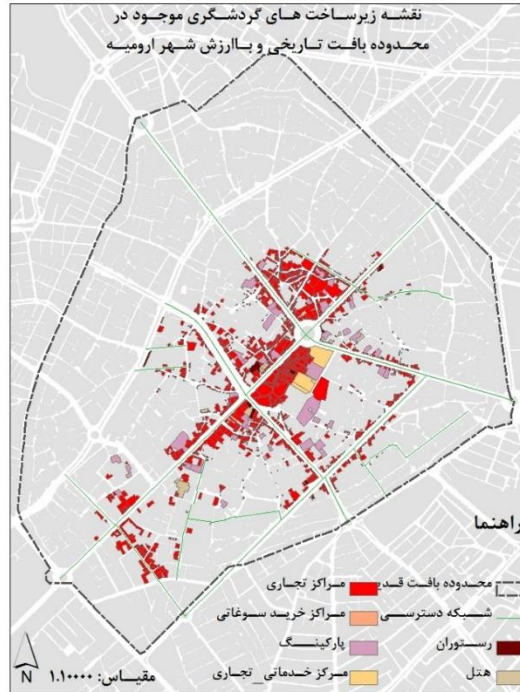 نقشه زیرساخت های گردشگری موجود در
محدوده بافت تاریخی و باارزش شهر ارومیه
راهنما
محدوده بافت قدیم
مراکز تجاری
شبکه دسترسی
مراکز خرید سوغاتی
رستوران
پارکینگ
هتل
مرکز خدماتی_تجاری
مقیاس: ۱.۱۰۰۰۰
N